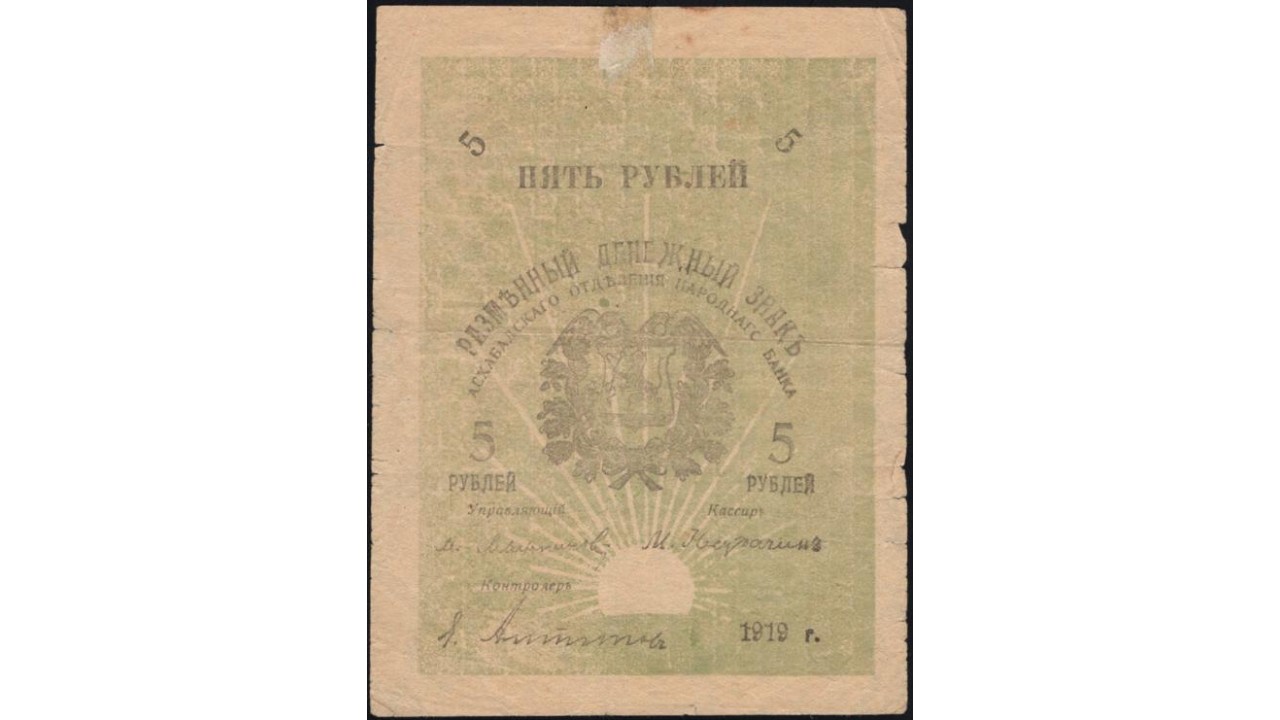 5 5
ПЯТЬ РУБЛЕЙ
РАЗМѢННЫЙ ДЕНЕЖНЫЙ ЗНАКЪ
АСХАБАДСКАГО ОТДѢЛЕНІЯ НАРОДНАГО БАНКА
5 5
РУБЛЕЙ РУБЛЕЙ
Управляющій Кассиръ
М.
Контролеръ
1919 г.